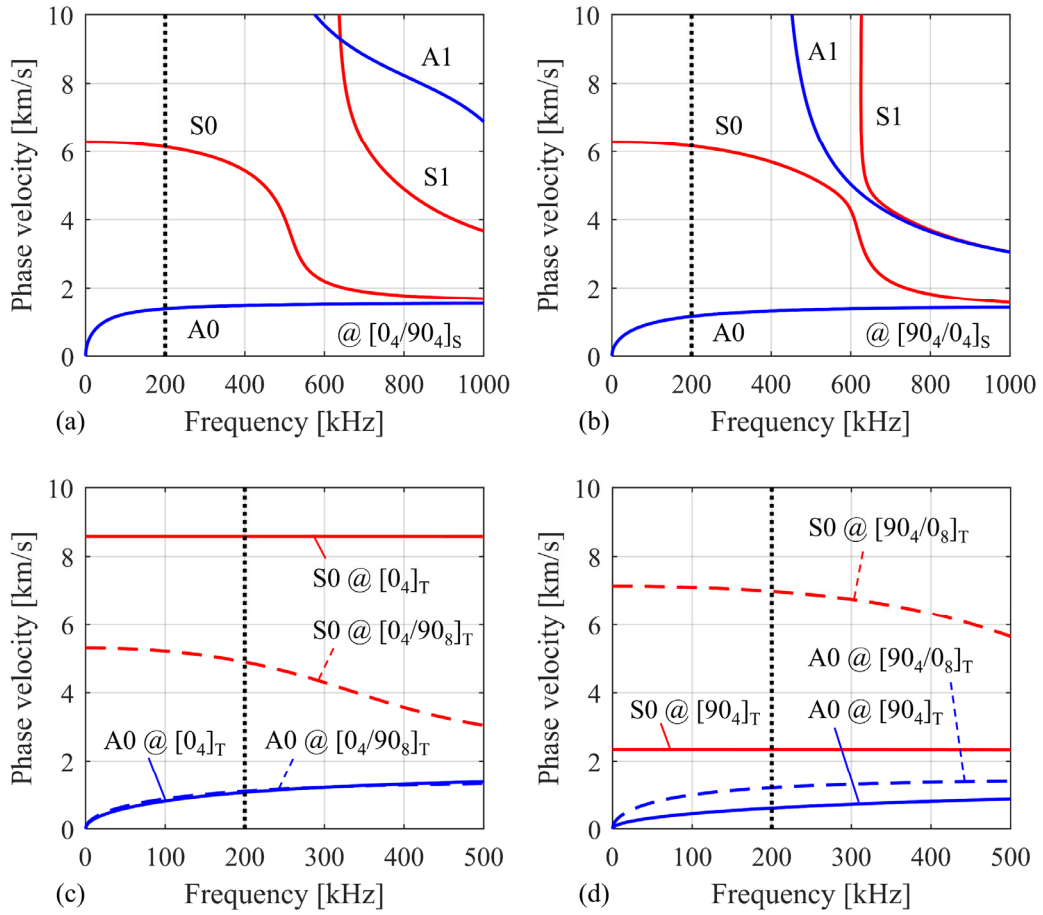 10
8
6
4
2
0
Phase velocity [km/s]
A1
S0
S1
A0
@ [0₄/90₄]S
0 200 400 600 800 1000
(a) Frequency [kHz]
10
8
6
4
2
0
Phase velocity [km/s]
A1
S0
S1
A0
@ [90₄/0₄]S
0 200 400 600 800 1000
(b) Frequency [kHz]
10
8
6
4
2
0
Phase velocity [km/s]
S0 @ [0₄]T
S0 @ [0₄/90₈]T
A0 @ [0₄]T
A0 @ [0₄/90₈]T
0 100 200 300 400 500
(c) Frequency [kHz]
10
8
6
4
2
0
Phase velocity [km/s]
S0 @ [90₄/0₈]T
A0 @ [90₄/0₈]T
S0 @ [90₄]T
A0 @ [90₄]T
0 100 200 300 400 500
(d) Frequency [kHz]